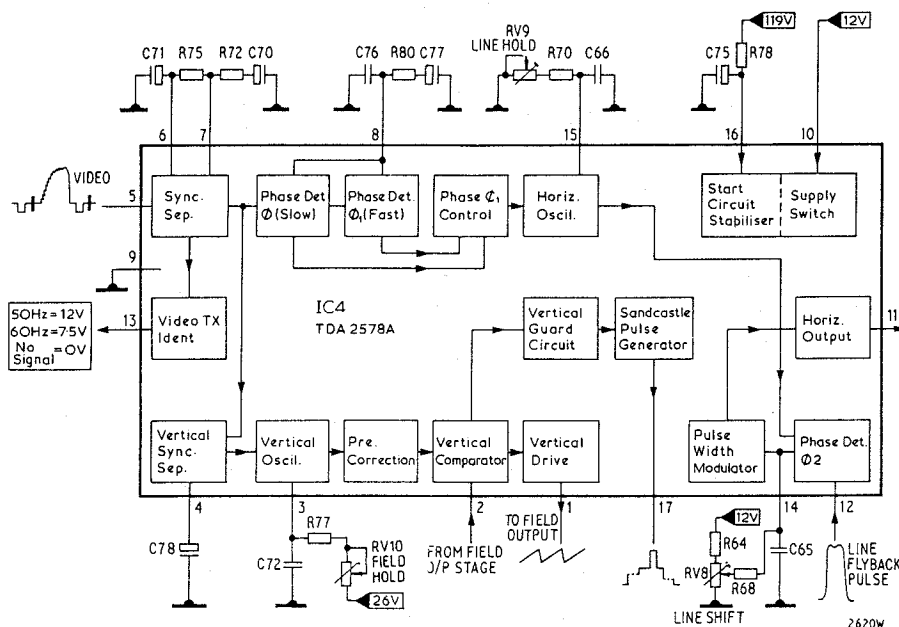 119V
12V
C71
R75
R72
C70
C76
R80
C77
RV9
LINE HOLD
R70
C66
C75
R78
6
7
8
15
16
10
VIDEO
5
Sync.
Sep.
Phase Det
Ø (Slow)
Phase Det.
Ø₁(Fast)
Phase ₵₁
Control
Horiz.
Oscil.
Start
Circuit
Stabiliser
Supply
Switch
9
50Hz=12V
60Hz=7·5V
No
Signal =0V
13
Video TX
Ident
IC4
TDA 2578A
Vertical
Guard
Circuit
Sandcastle
Pulse
Generator
Horiz.
Output
11
Vertical
Sync.
Sep.
Vertical
Oscil.
Pre.
Correction
Vertical
Comparator
Vertical
Drive
Pulse
Width
Modulator
Phase Det.
Ø2
4
3
2
1
17
14
12
C78
R77
C72
RV10
FIELD
HOLD
26V
FROM FIELD
O/P STAGE
TO FIELD
OUTPUT
12V
R64
RV8
R68
C65
LINE SHIFT
LINE
FLYBACK
PULSE
2620W